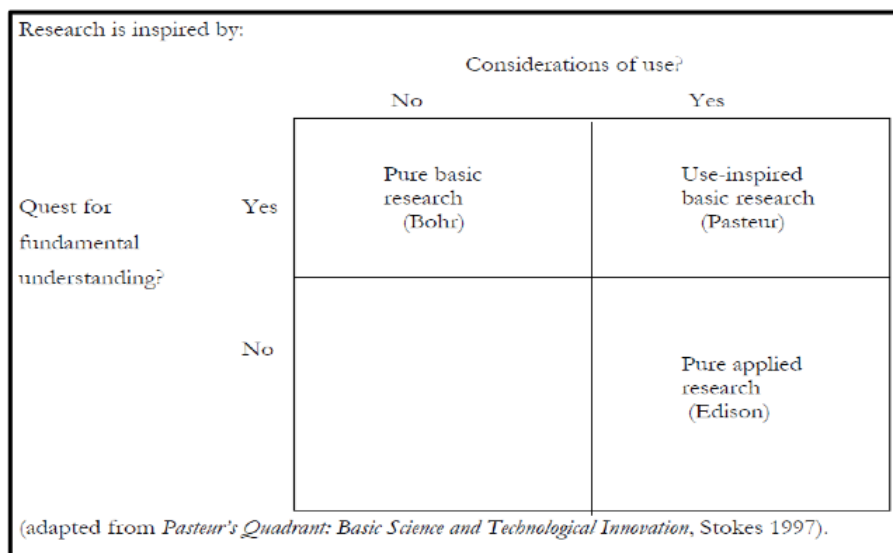 Research is inspired by:
Considerations of use?
No Yes
Pure basic
research
(Bohr)
Use-inspired
basic research
(Pasteur)
Quest for
fundamental
understanding?
Yes
No
Pure applied
research
(Edison)
(adapted from Pasteur's Quadrant: Basic Science and Technological Innovation, Stokes 1997).